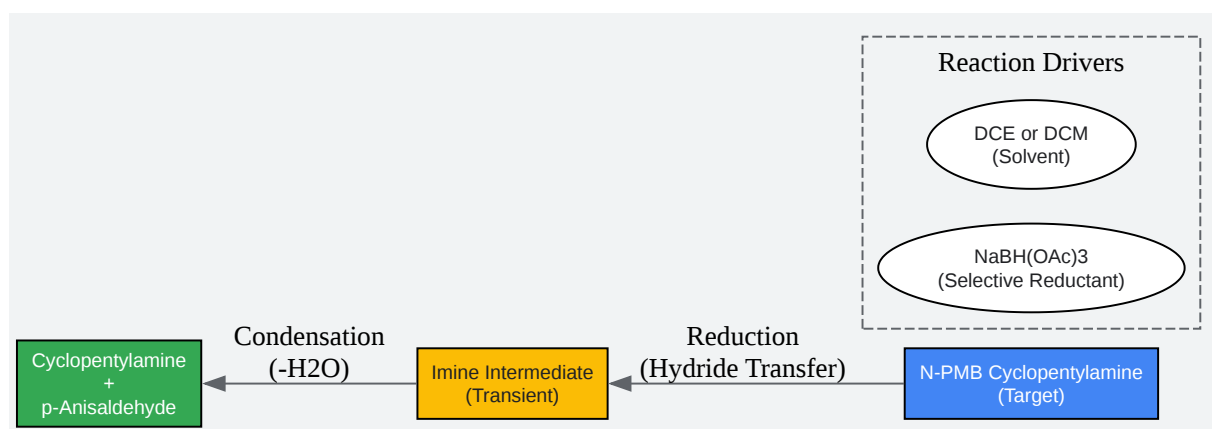 Reaction Drivers
DCE or DCM
(Solvent)
NaBH(OAc)3
(Selective Reductant)
Cyclopentylamine
+
p-Anisaldehyde
Condensation
(-H2O)
Imine Intermediate
(Transient)
Reduction
(Hydride Transfer)
N-PMB Cyclopentylamine
(Target)